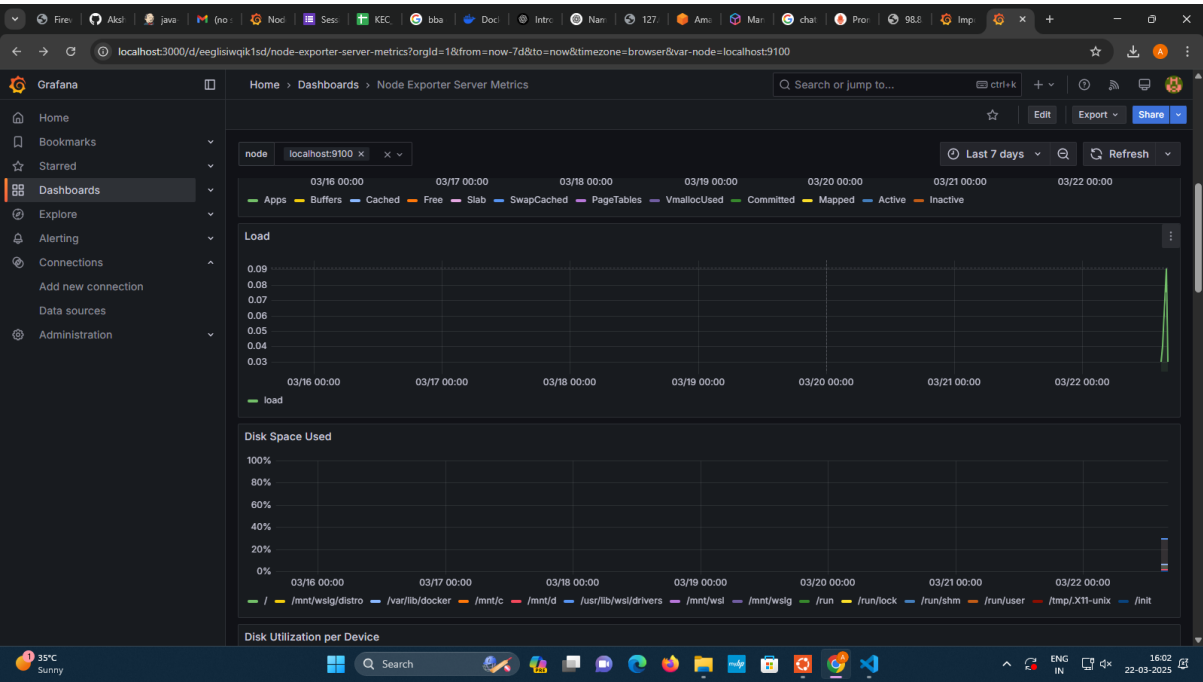 Firev
Aksh
java-
(no s
Nod
Sess
KEC_
bba
Doc
Intro
Nam
127.
Ama
Man
chat
Pron
98.8
Imp
localhost:3000/d/eeglisiwqik1sd/node-exporter-server-metrics?orgId=1&from=now-7d&to=now&timezone=browser&var-node=localhost:9100
A
Grafana
Home > Dashboards > Node Exporter Server Metrics
Search or jump to...
ctrl+k
Home
Bookmarks
Starred
Dashboards
Explore
Alerting
Connections
Add new connection
Data sources
Administration
Edit
Export
Share
node
localhost:9100
Last 7 days
Refresh
03/16 00:00 03/17 00:00 03/18 00:00 03/19 00:00 03/20 00:00 03/21 00:00 03/22 00:00
Apps Buffers Cached Free Slab SwapCached PageTables VmallocUsed Committed Mapped Active Inactive
Load
0.09
0.08
0.07
0.06
0.05
0.04
0.03
03/16 00:00 03/17 00:00 03/18 00:00 03/19 00:00 03/20 00:00 03/21 00:00 03/22 00:00
load
Disk Space Used
100%
80%
60%
40%
20%
0%
03/16 00:00 03/17 00:00 03/18 00:00 03/19 00:00 03/20 00:00 03/21 00:00 03/22 00:00
/ /mnt/wslg/distro /var/lib/docker /mnt/c /mnt/d /usr/lib/wsl/drivers /mnt/wsl /mnt/wslg /run /run/lock /run/shm /run/user /tmp/.X11-unix /init
Disk Utilization per Device
1
35°C
Sunny
Search
ENG
IN
16:02
22-03-2025